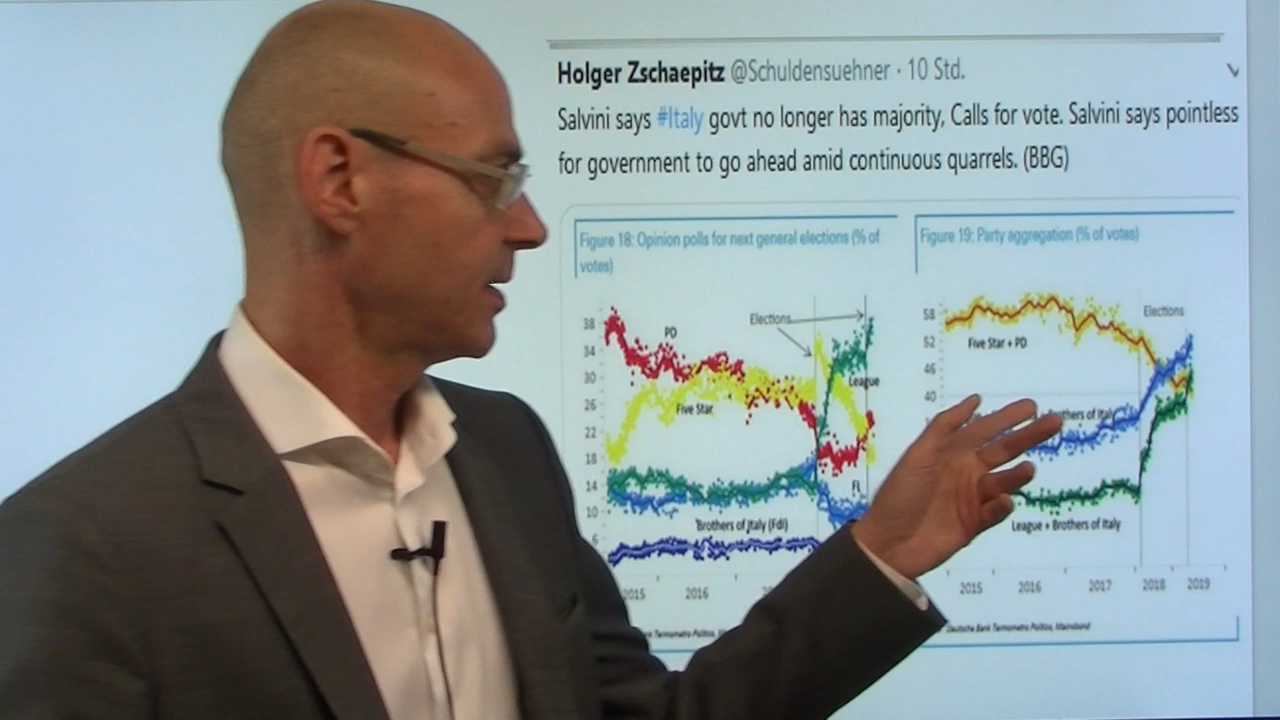 Holger Zschaepitz @Schuldensuehner · 10 Std.
Salvini says #Italy govt no longer has majority, Calls for vote. Salvini says pointless
for government to go ahead amid continuous quarrels. (BBG)
Figure 18: Opinion polls for next general elections (% of
votes)
38
34
30
26
22
18
14
10
6
PD
Elections
Five Star
League
FI
Brothers of Italy (FdI)
2015
2016
Figure 19: Party aggregation (% of votes)
58
52
46
40
Elections
Five Star + PD
+ Brothers of Italy
League + Brothers of Italy
2015
2016
2017
2018
2019
Deutsche Bank Termometro Politico, Macrobond